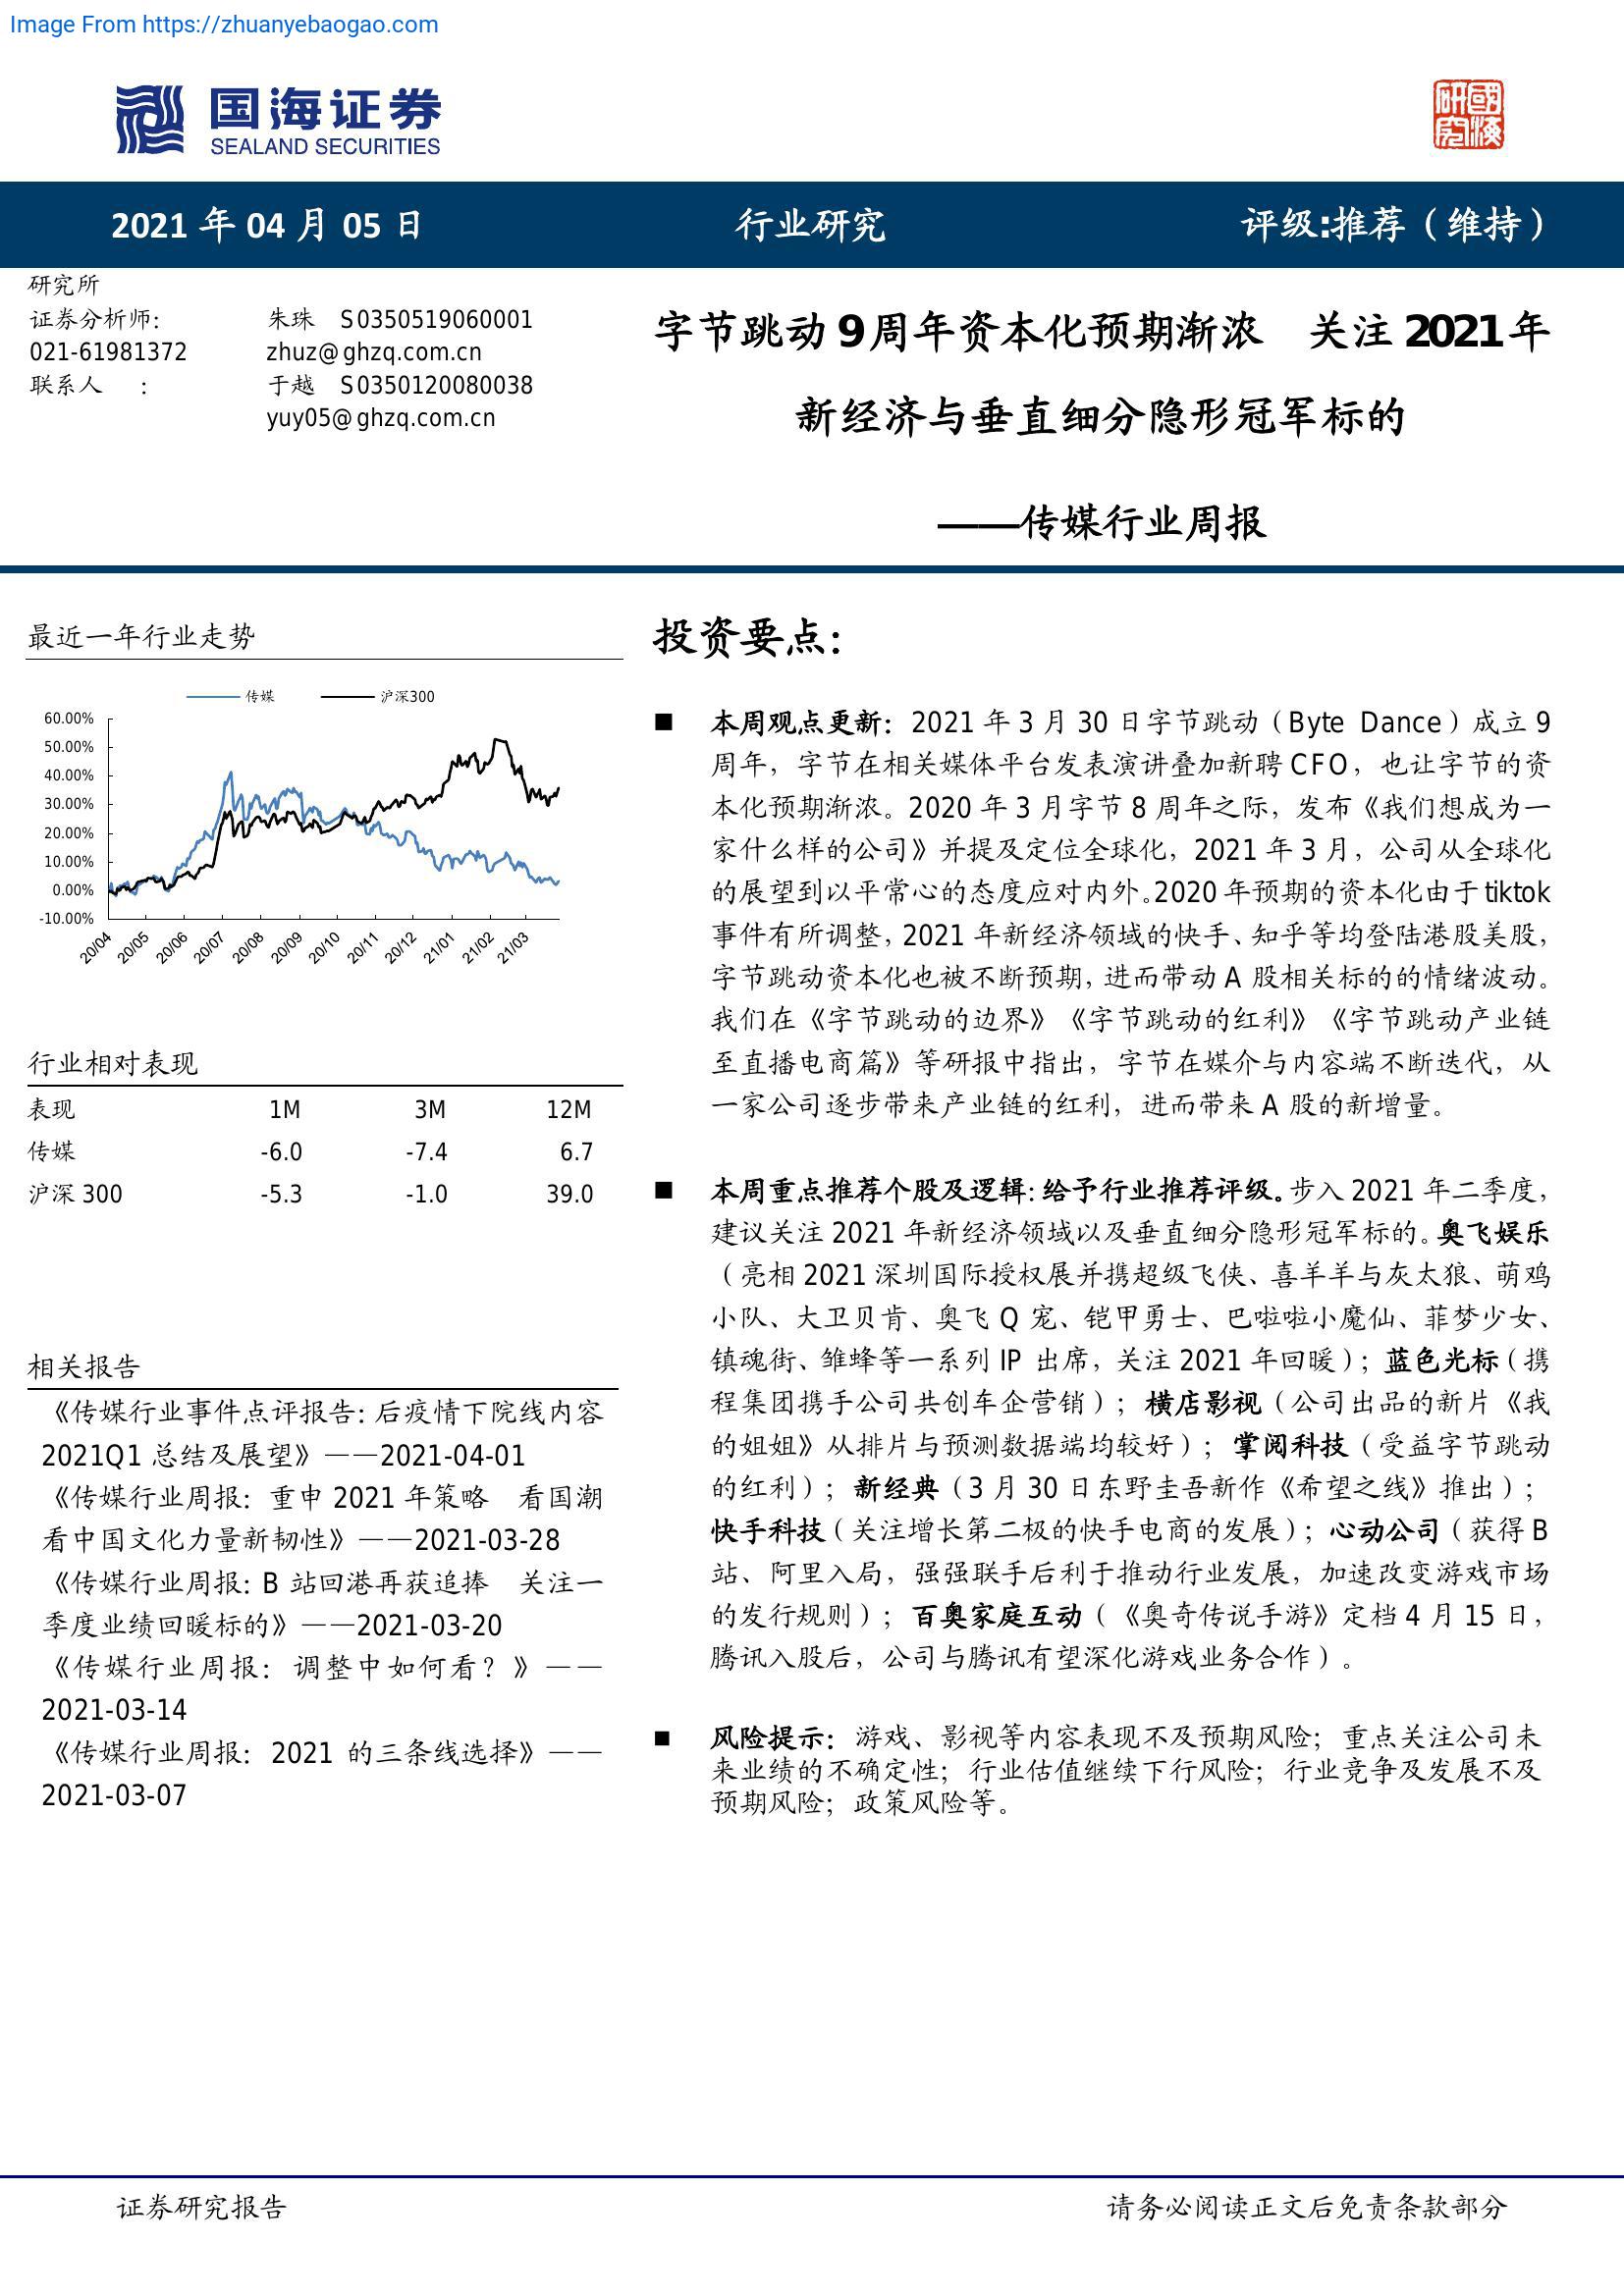 Image From https://zhuanyebaogao.com
国海证券
SEALAND SECURITIES
研國
究海
2021 年 04 月 05 日
行业研究
评级:推荐（维持）
研究所
证券分析师： 朱珠 S0350519060001
021-61981372 zhuz@ghzq.com.cn
联系人 ： 于越 S0350120080038
yuy05@ghzq.com.cn
字节跳动 9 周年资本化预期渐浓 关注 2021 年
新经济与垂直细分隐形冠军标的
——传媒行业周报
最近一年行业走势
传媒 沪深300
60.00%
50.00%
40.00%
30.00%
20.00%
10.00%
0.00%
-10.00%
20/04 20/05 20/06 20/07 20/08 20/09 20/10 20/11 20/12 21/01 21/02 21/03
行业相对表现
表现 1M 3M 12M
传媒 -6.0 -7.4 6.7
沪深 300 -5.3 -1.0 39.0
相关报告
《传媒行业事件点评报告：后疫情下院线内容
2021Q1 总结及展望》——2021-04-01
《传媒行业周报：重申 2021 年策略 看国潮
看中国文化力量新韧性》——2021-03-28
《传媒行业周报：B 站回港再获追捧 关注一
季度业绩回暖标的》——2021-03-20
《传媒行业周报：调整中如何看？》——
2021-03-14
《传媒行业周报：2021 的三条线选择》——
2021-03-07
投资要点：
■ 本周观点更新：2021 年 3 月 30 日字节跳动（Byte Dance）成立 9
周年，字节在相关媒体平台发表演讲叠加新聘 CFO，也让字节的资
本化预期渐浓。2020 年 3 月字节 8 周年之际，发布《我们想成为一
家什么样的公司》并提及定位全球化，2021 年 3 月，公司从全球化
的展望到以平常心的态度应对内外。2020 年预期的资本化由于 tiktok
事件有所调整，2021 年新经济领域的快手、知乎等均登陆港股美股，
字节跳动资本化也被不断预期，进而带动 A 股相关标的的情绪波动。
我们在《字节跳动的边界》《字节跳动的红利》《字节跳动产业链
至直播电商篇》等研报中指出，字节在媒介与内容端不断迭代，从
一家公司逐步带来产业链的红利，进而带来 A 股的新增量。
■ 本周重点推荐个股及逻辑：给予行业推荐评级。步入 2021 年二季度，
建议关注 2021 年新经济领域以及垂直细分隐形冠军标的。奥飞娱乐
（亮相 2021 深圳国际授权展并携超级飞侠、喜羊羊与灰太狼、萌鸡
小队、大卫贝肯、奥飞 Q 宠、铠甲勇士、巴啦啦小魔仙、菲梦少女、
镇魂街、雏蜂等一系列 IP 出席，关注 2021 年回暖）；蓝色光标（携
程集团携手公司共创车企营销）；横店影视（公司出品的新片《我
的姐姐》从排片与预测数据端均较好）；掌阅科技（受益字节跳动
的红利）；新经典（3 月 30 日东野圭吾新作《希望之线》推出）；
快手科技（关注增长第二极的快手电商的发展）；心动公司（获得 B
站、阿里入局，强强联手后利于推动行业发展，加速改变游戏市场
的发行规则）；百奥家庭互动（《奥奇传说手游》定档 4 月 15 日，
腾讯入股后，公司与腾讯有望深化游戏业务合作）。
■ 风险提示：游戏、影视等内容表现不及预期风险；重点关注公司未
来业绩的不确定性；行业估值继续下行风险；行业竞争及发展不及
预期风险；政策风险等。
证券研究报告
请务必阅读正文后免责条款部分